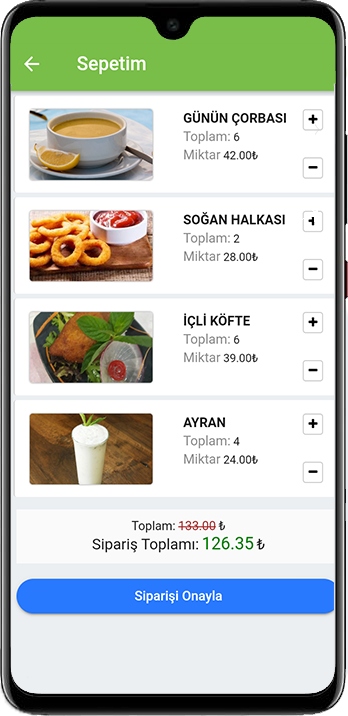 Sepetim
GÜNÜN ÇORBASI
Toplam: 6
Miktar 42.00₺
SOĞAN HALKASI
Toplam: 2
Miktar 28.00₺
İÇLİ KÖFTE
Toplam: 6
Miktar 39.00₺
AYRAN
Toplam: 4
Miktar 24.00₺
Toplam: 133.00 ₺
Sipariş Toplamı: 126.35 ₺
Siparişi Onayla